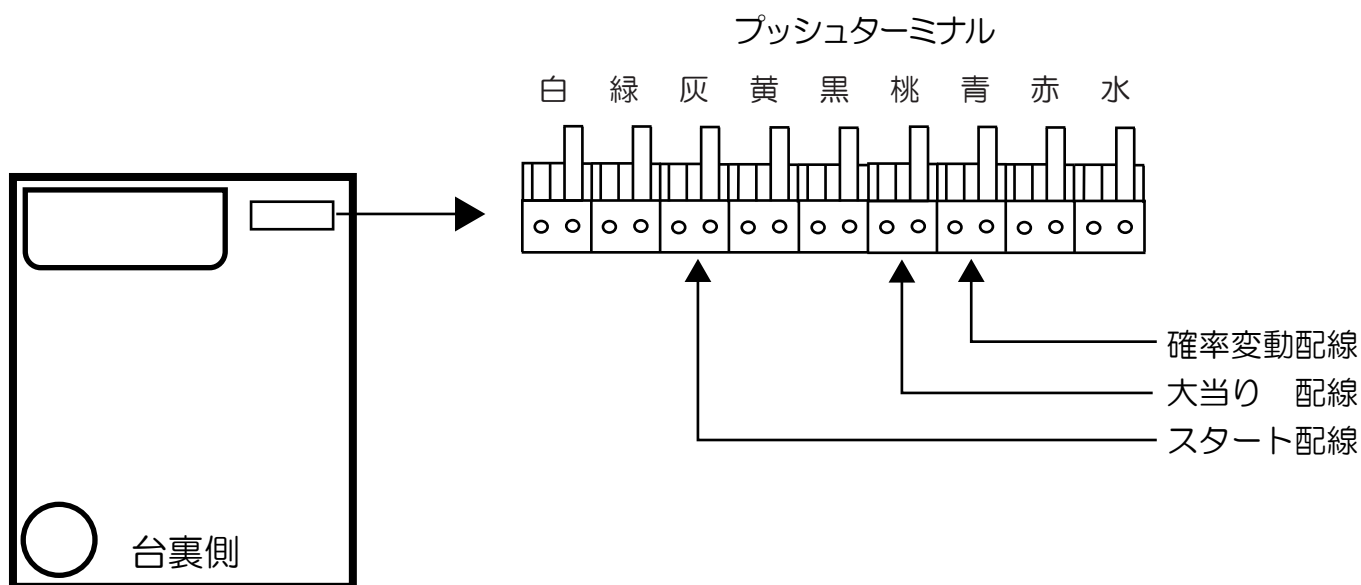 プッシュターミナル
白 緑 灰 黄 黒 桃 青 赤 水
確率変動配線
大当り　配線
スタート配線
台裏側